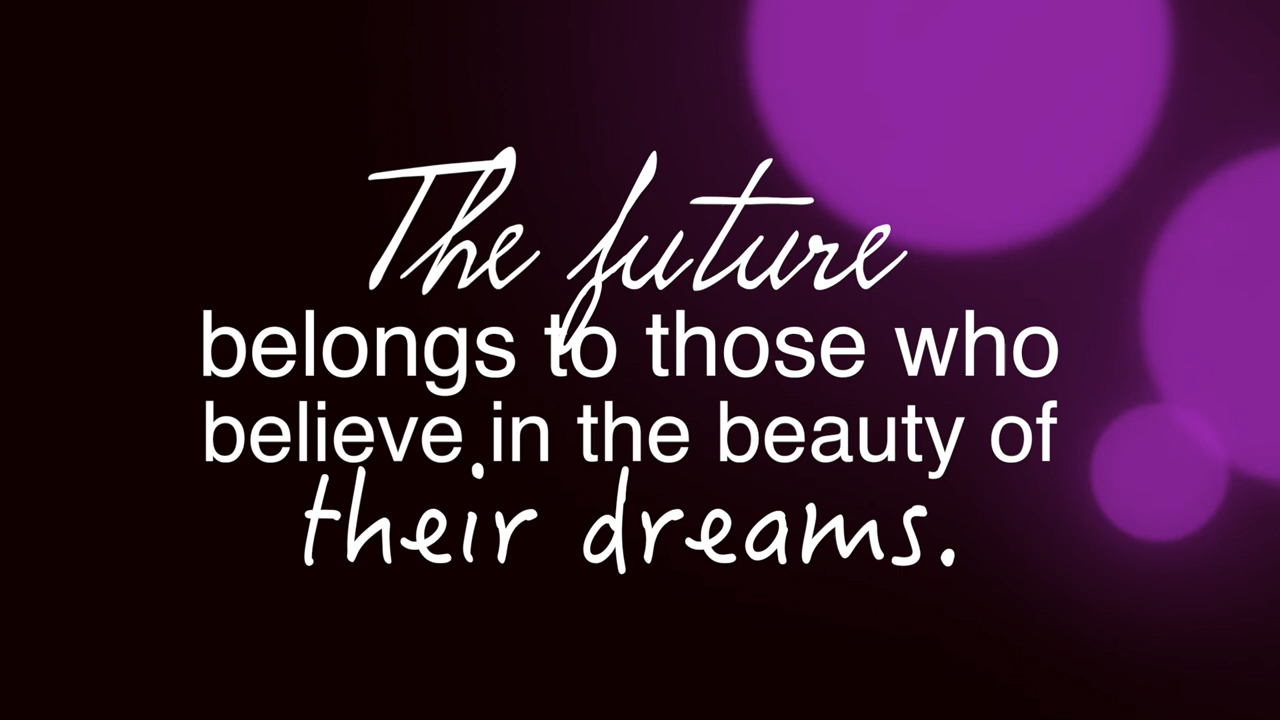 The future
belongs to those who
believe in the beauty of
their dreams.